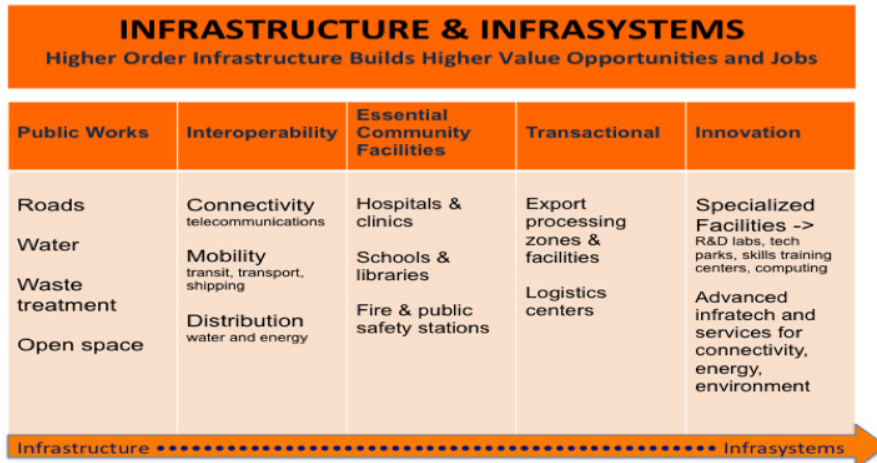 INFRASTRUCTURE & INFRASYSTEMS
Higher Order Infrastructure Builds Higher Value Opportunities and Jobs
Public Works
Interoperability
Essential
Community
Facilities
Transactional
Innovation
Roads
Water
Waste
treatment
Open space
Connectivity
telecommunications
Mobility
transit, transport,
shipping
Distribution
water and energy
Hospitals &
clinics
Schools &
libraries
Fire & public
safety stations
Export
processing
zones &
facilities
Logistics
centers
Specialized
Facilities ->
R&D labs, tech
parks, skills training
centers, computing
Advanced
infratech and
services for
connectivity,
energy,
environment
Infrastructure
Infrasystems